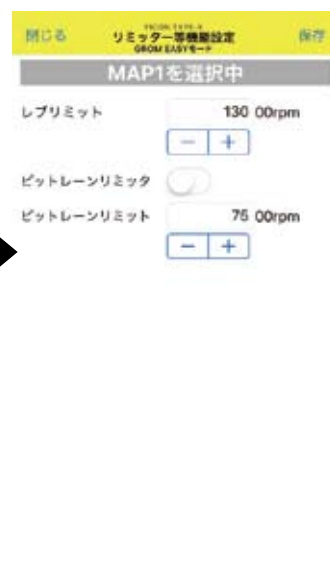 閉じる
リミッター等機能設定
保存
GROM EASYモード
MAP1を選択中
レブリミット
130 00rpm
− +
ピットレーンリミッタ
ピットレーンリミット
75 00rpm
− +